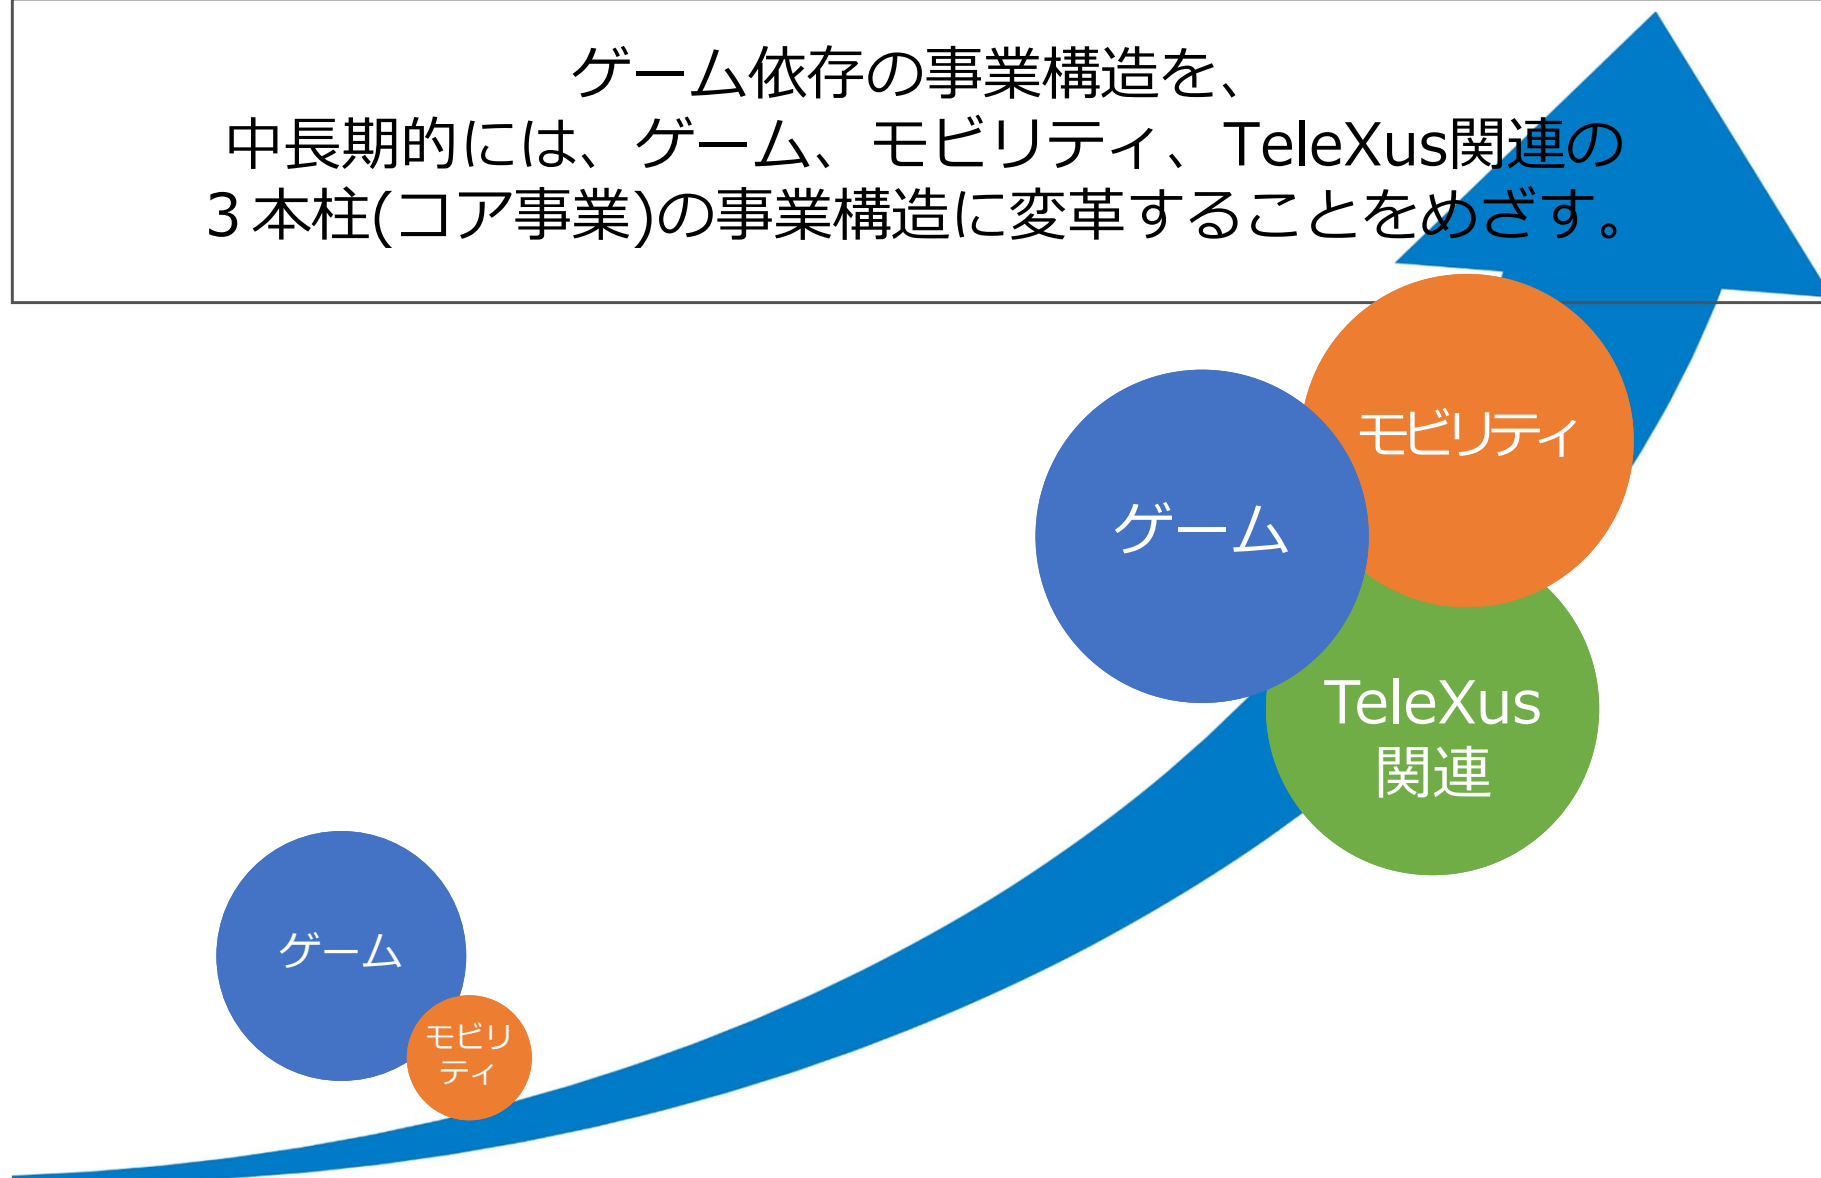 ゲーム依存の事業構造を、
中長期的には、ゲーム、モビリティ、TeleXus関連の
３本柱(コア事業)の事業構造に変革することをめざす。
モビリティ
ゲーム
TeleXus
関連
ゲーム
モビリ
ティ